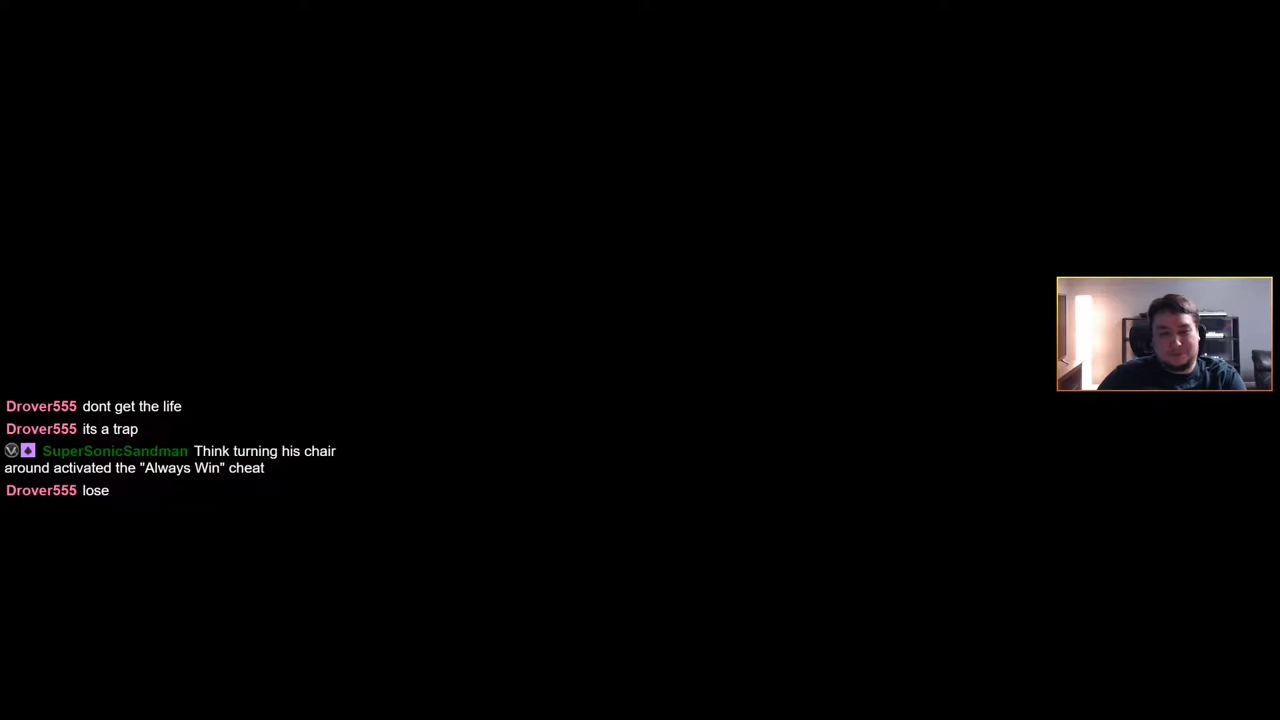 Drover555 dont get the life
Drover555 its a trap
SuperSonicSandman Think turning his chair
around activated the "Always Win" cheat
Drover555 lose